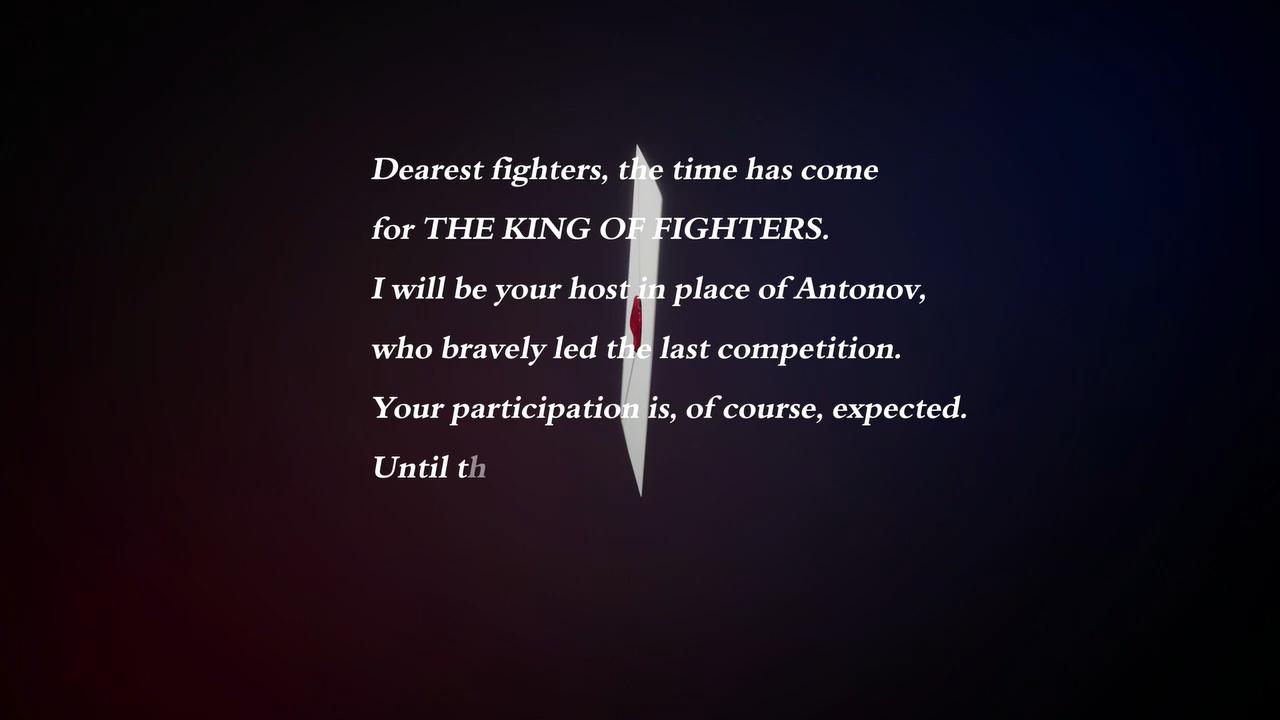 Dearest fighters, the time has come
for THE KING OF FIGHTERS.
I will be your host in place of Antonov,
who bravely led the last competition.
Your participation is, of course, expected.
Until th